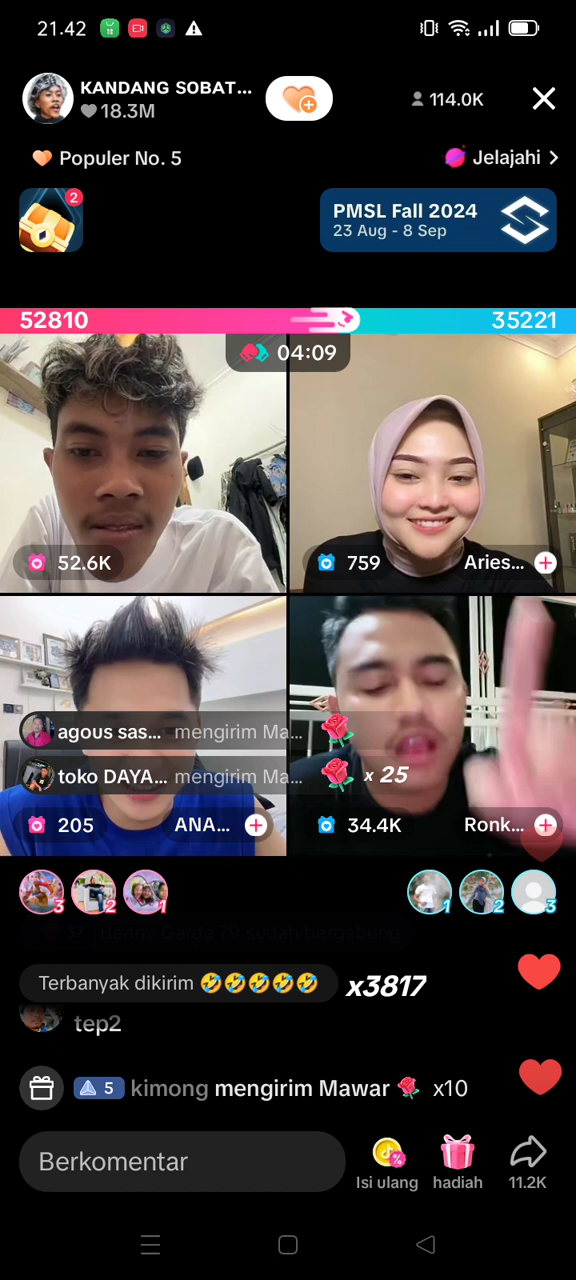 21.42
KANDANG SOBAT...
18.3M
114.0K
Populer No. 5
Jelajahi
2
PMSL Fall 2024
23 Aug - 8 Sep
52810
35221
04:09
52.6K
759
Aries...
agous sas... mengirim Ma...
toko DAYA... mengirim Ma... x 25
205
ANA...
34.4K
Ronk...
3
2
1
1
2
3
Terbanyak dikirim 🤣🤣🤣🤣🤣 x3817
tep2
5 kimong mengirim Mawar 🌹 x10
Berkomentar
Isi ulang
hadiah
11.2K